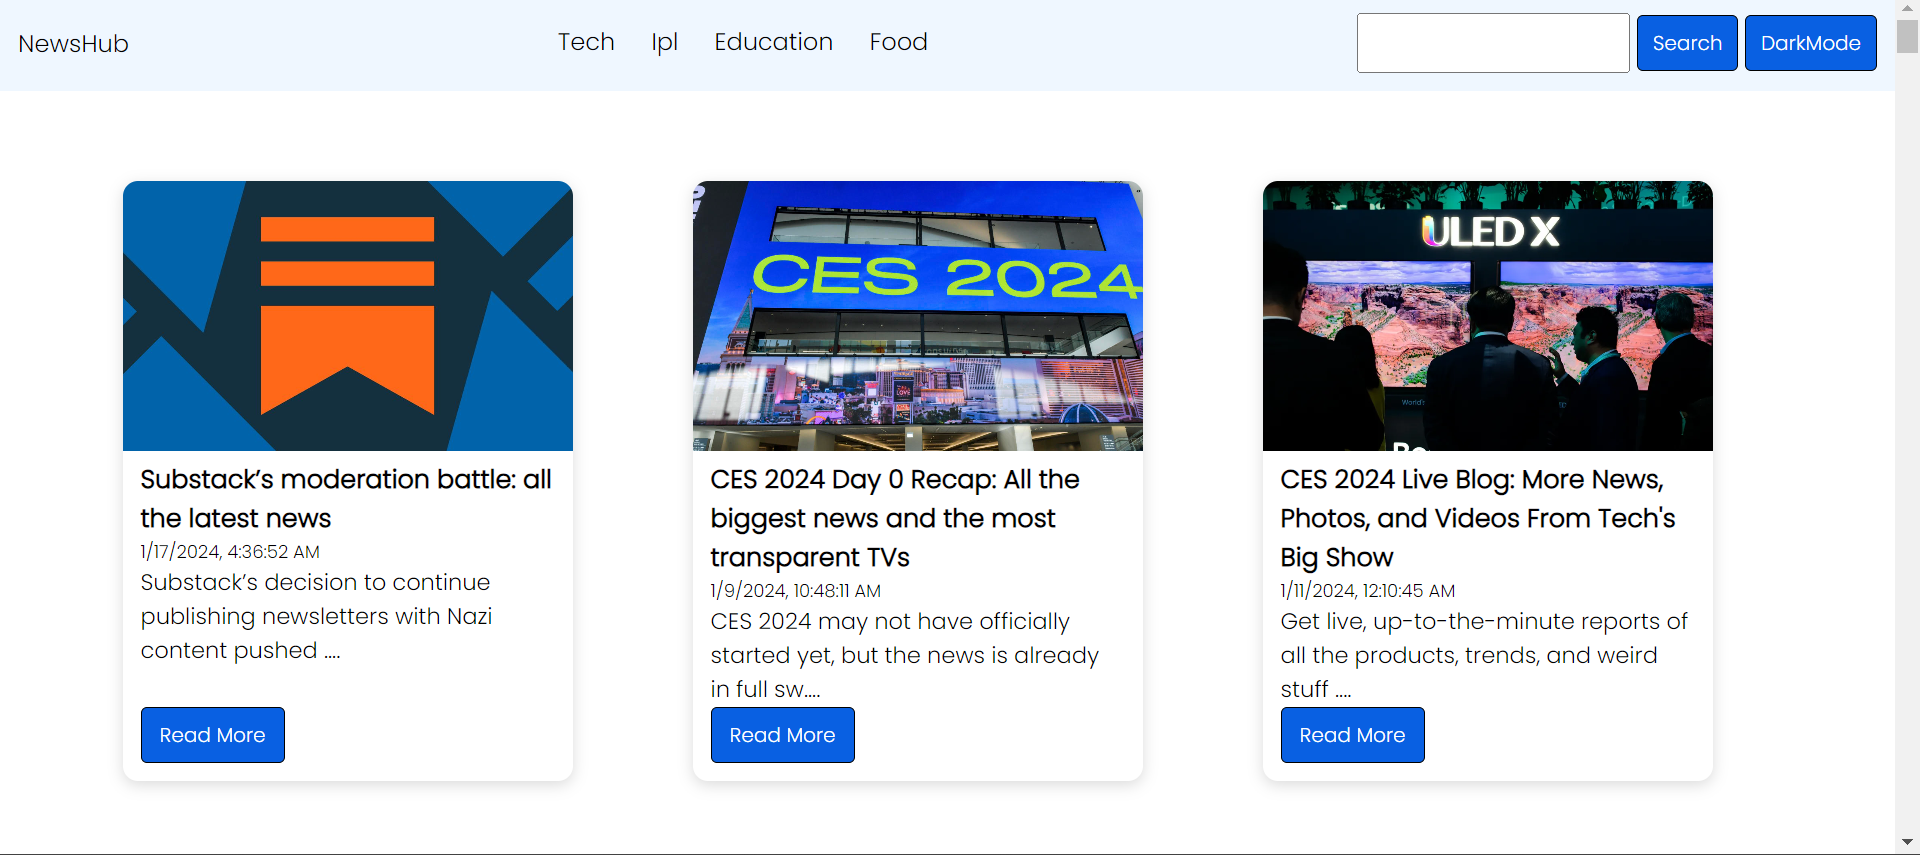 NewsHub
Tech Ipl Education Food
Search DarkMode
Substack’s moderation battle: all
the latest news
1/17/2024, 4:36:52 AM
Substack’s decision to continue
publishing newsletters with Nazi
content pushed ....
Read More
CES 2024
CES 2024 Day 0 Recap: All the
biggest news and the most
transparent TVs
1/9/2024, 10:48:11 AM
CES 2024 may not have officially
started yet, but the news is already
in full sw....
Read More
ULED X
World's
CES 2024 Live Blog: More News,
Photos, and Videos From Tech's
Big Show
1/11/2024, 12:10:45 AM
Get live, up-to-the-minute reports of
all the products, trends, and weird
stuff ....
Read More